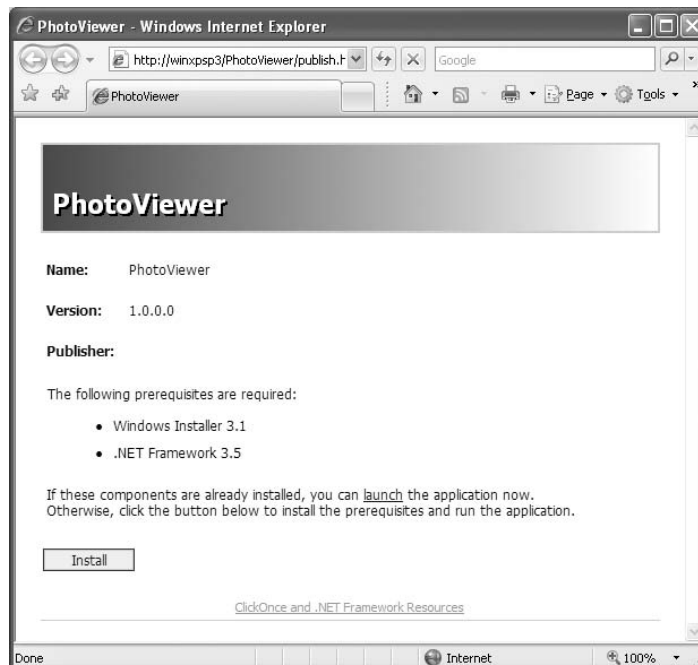 PhotoViewer - Windows Internet Explorer
http://winxpsp3/PhotoViewer/publish.h
Google
PhotoViewer
Page
Tools
»
PhotoViewer
Name: PhotoViewer
Version: 1.0.0.0
Publisher:
The following prerequisites are required:
• Windows Installer 3.1
• .NET Framework 3.5
If these components are already installed, you can launch the application now.
Otherwise, click the button below to install the prerequisites and run the application.
Install
ClickOnce and .NET Framework Resources
Done
Internet
100%